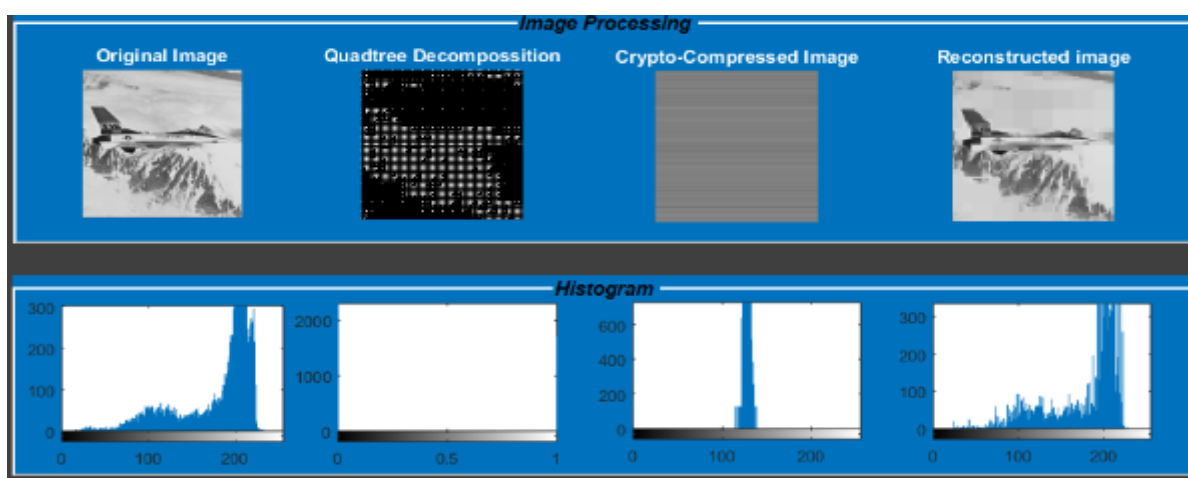 Image Processing
Original Image
Quadtree Decompossition
Crypto-Compressed Image
Reconstructed image
Histogram
300
200
100
0
0 100 200
2000
1000
0
0 0.5 1
600
400
200
0
0 100 200
300
200
100
0
0 100 200